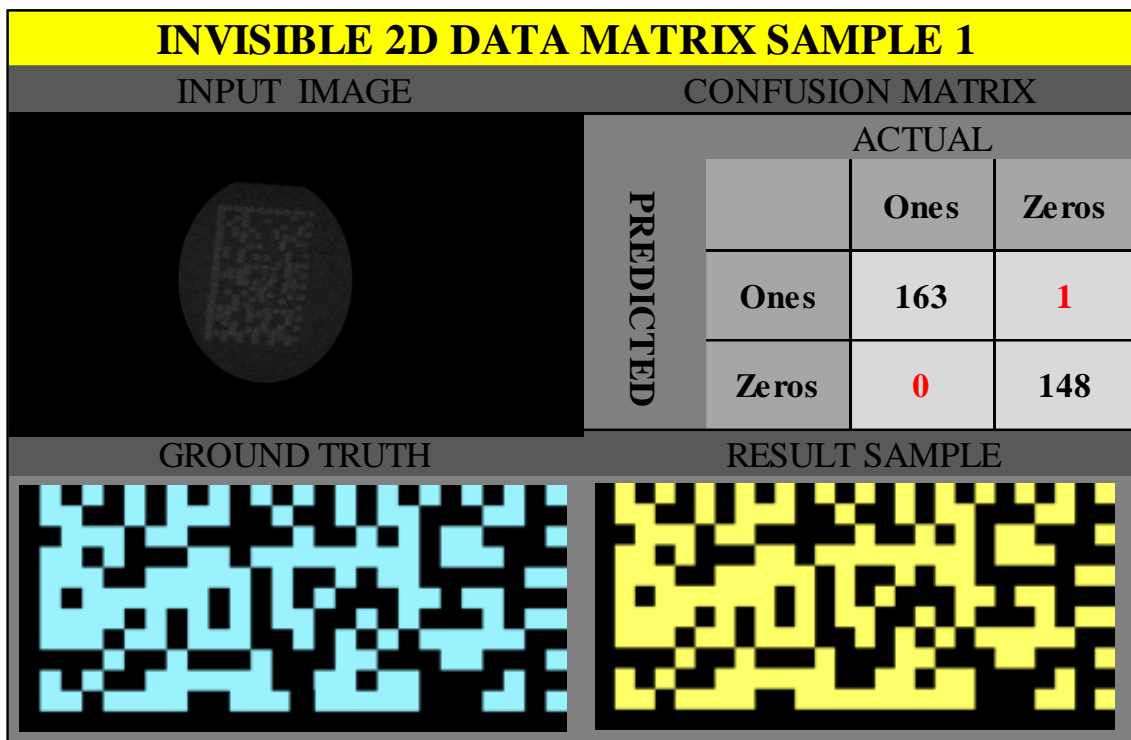 INVISIBLE 2D DATA MATRIX SAMPLE 1
INPUT IMAGE
CONFUSION MATRIX
ACTUAL
PREDICTED
Ones Zeros
Ones 163 1
Zeros 0 148
GROUND TRUTH
RESULT SAMPLE